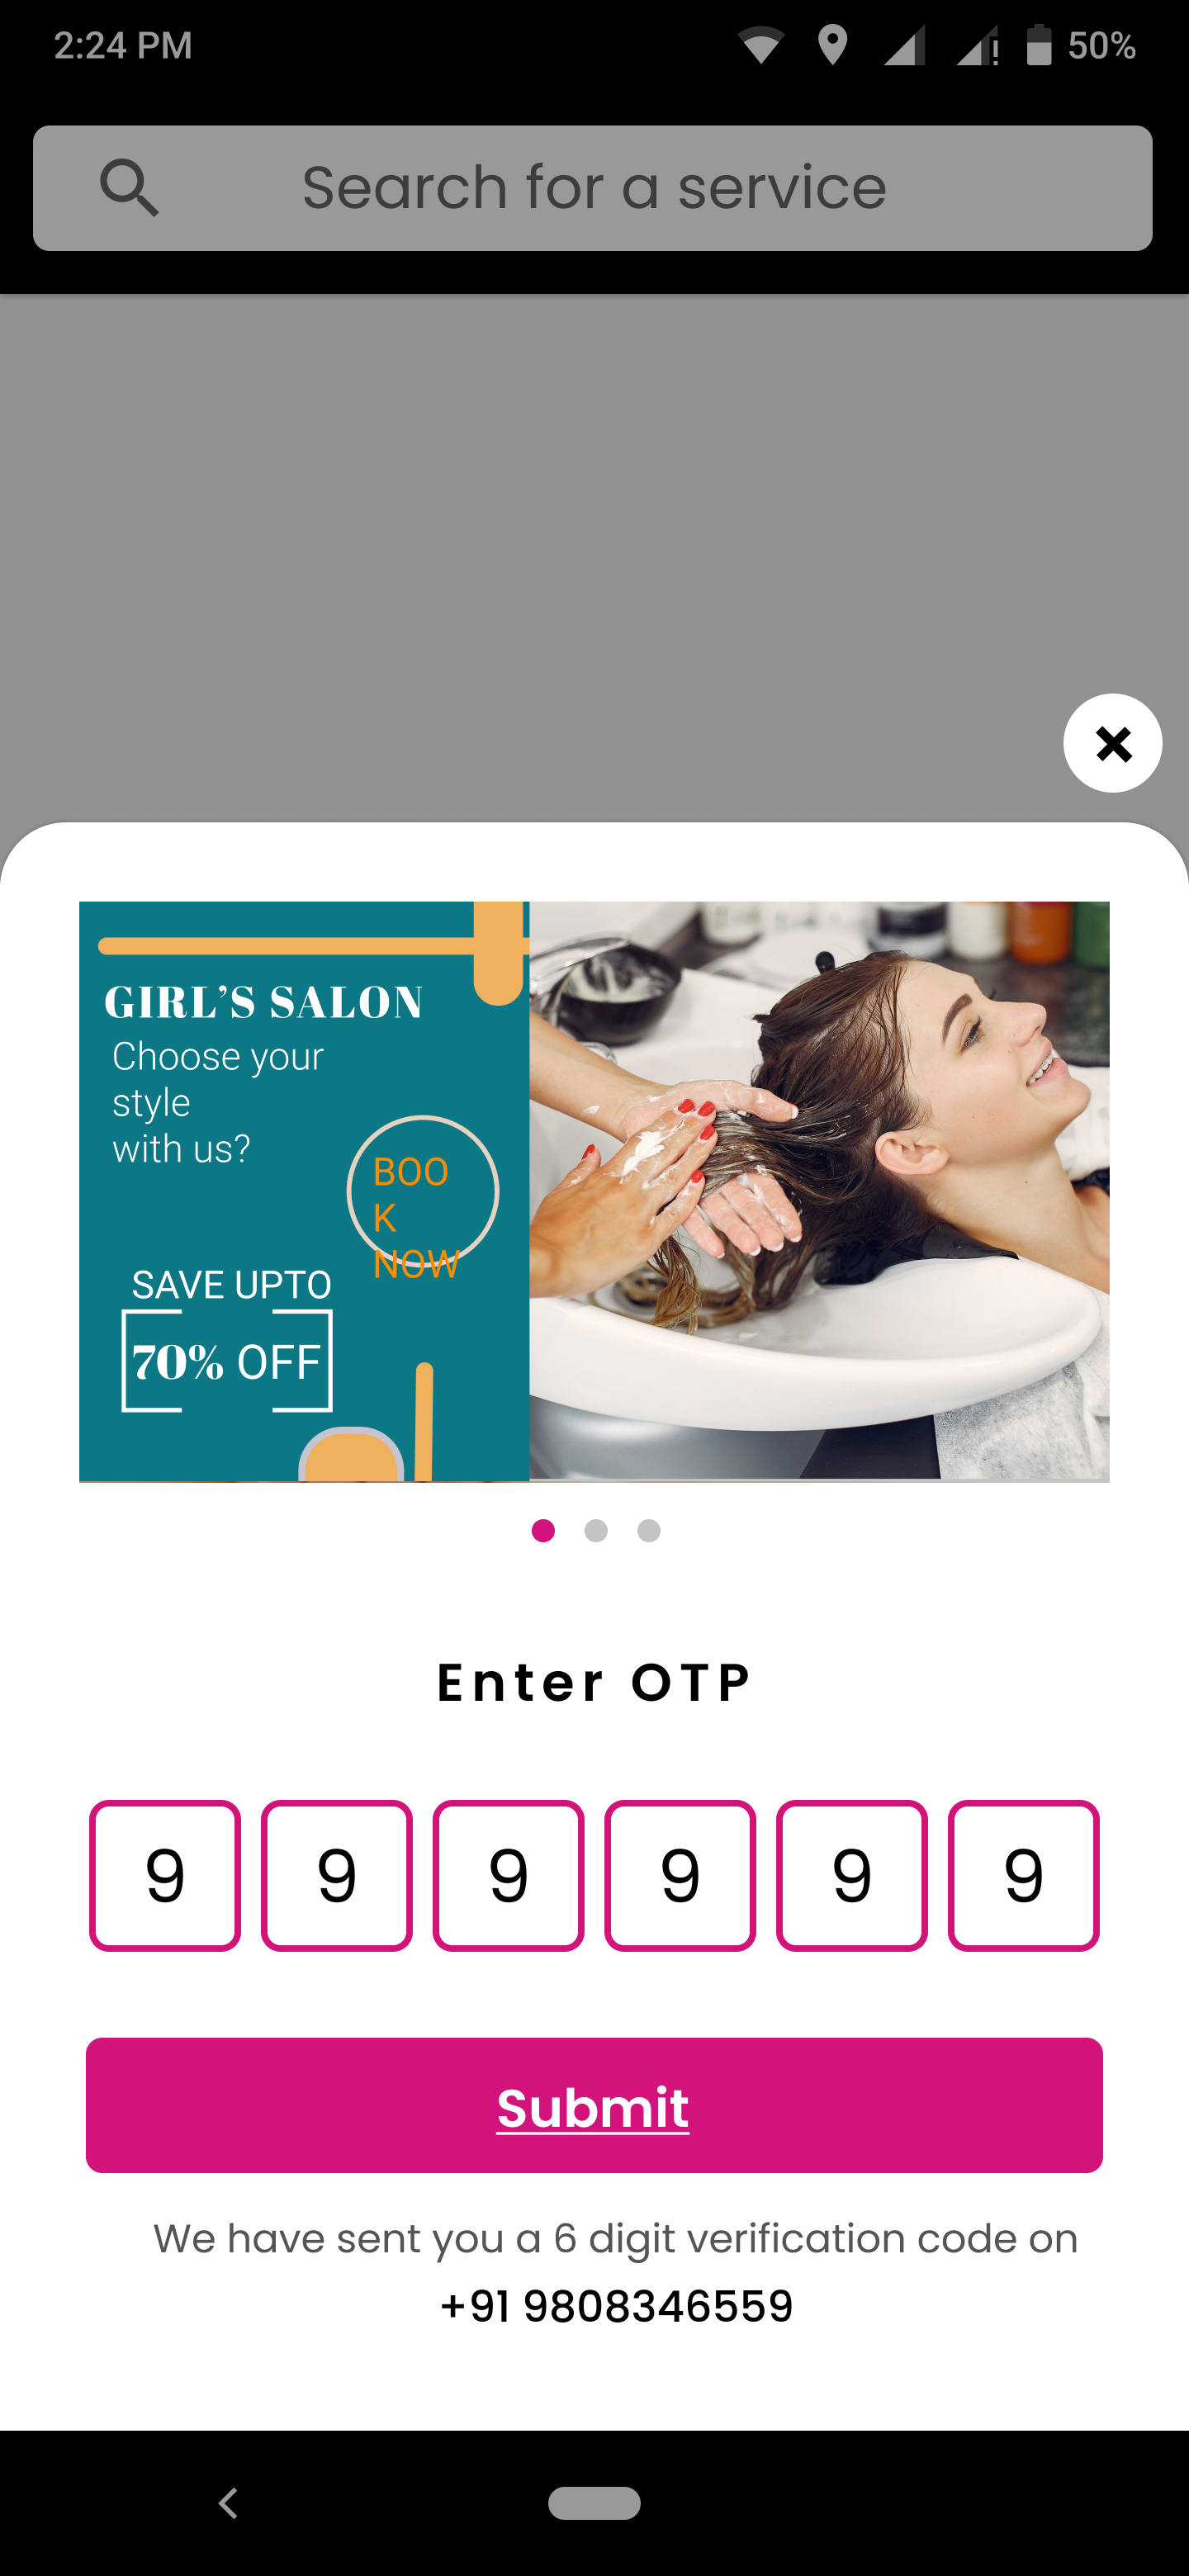 2:24 PM
50%
Search for a service
GIRL'S SALON
Choose your
style
with us?
BOO
K
NOW
SAVE UPTO
70% OFF
Enter OTP
9 9 9 9 9 9
Submit
We have sent you a 6 digit verification code on
+91 9808346559